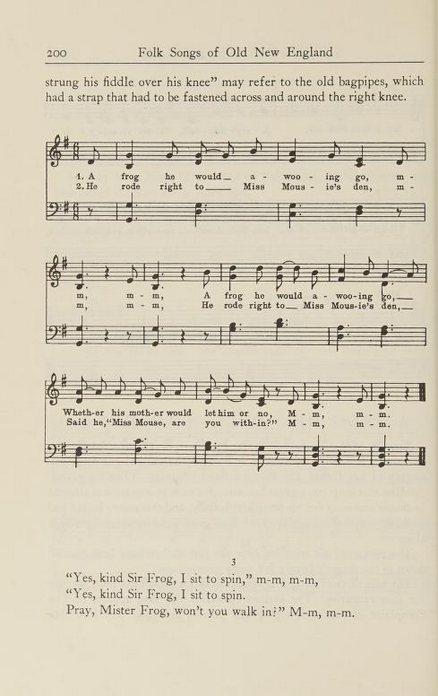 200 Folk Songs of Old New England
strung his fiddle over his knee" may refer to the old bagpipes, which
had a strap that had to be fastened across and around the right knee.
1. A frog he would a - woo - ing go, m -
2. He rode right to Miss Mous - ie's den, m -
m, m - m, A frog he would a - woo-ing go,
m, m - m, He rode right to Miss Mous-ie's den,
Wheth-er his moth-er would let him or no, M - m, m - m.
Said he, "Miss Mouse, are you with-in?" M - m, m - m.
3
"Yes, kind Sir Frog, I sit to spin," m-m, m-m,
"Yes, kind Sir Frog, I sit to spin.
Pray, Mister Frog, won't you walk in?" M-m, m-m.